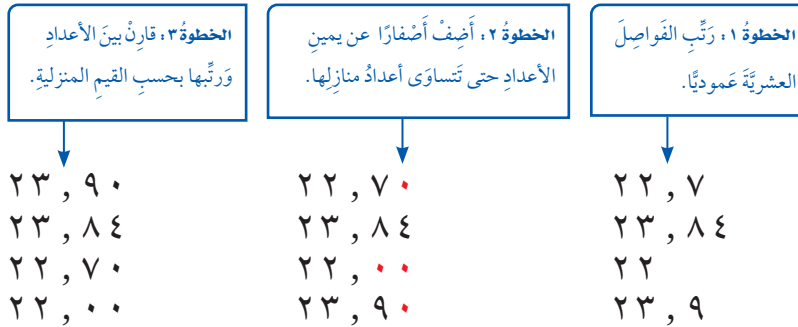 الخطوةُ ١ : رَتِّبِ الفَواصِلَ
العشريَّةَ عَموديًّا.
٢٢,٧
٢٣,٨٤
٢٢
٢٣,٩
الخطوةُ ٢ : أَضِفْ أَصْفارًا عن يمينِ
الأعدادِ حتى تَتساوَى أعدادُ منازِلِها.
٢٢,٧٠
٢٣,٨٤
٢٢,٠٠
٢٣,٩٠
الخطوةُ ٣ : قارِنْ بينَ الأعدادِ
وَرتِّبها بحسبِ القيمِ المنزليةِ.
٢٣,٩٠
٢٣,٨٤
٢٢,٧٠
٢٢,٠٠